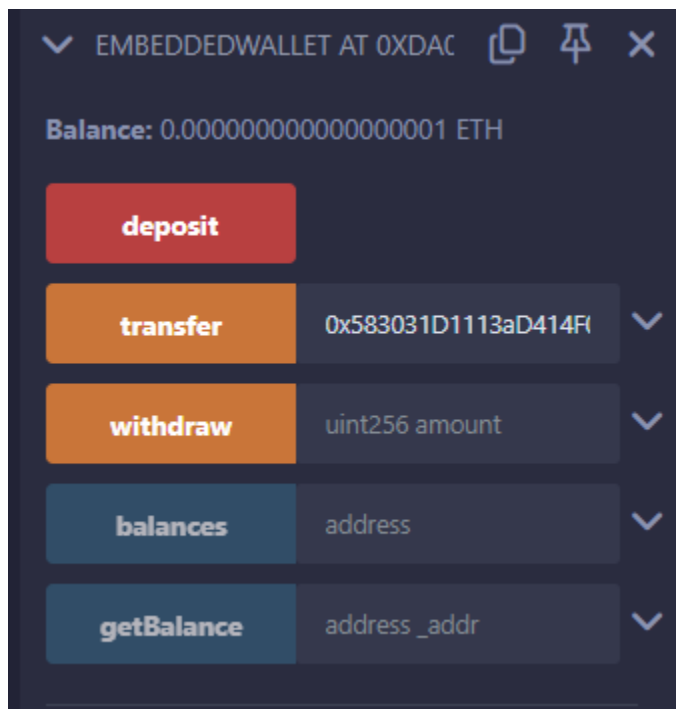 EMBEDDEDWALLET AT 0XDAC
Balance: 0.000000000000000001 ETH
deposit
transfer 0x583031D1113aD414F(
withdraw uint256 amount
balances address
getBalance address _addr